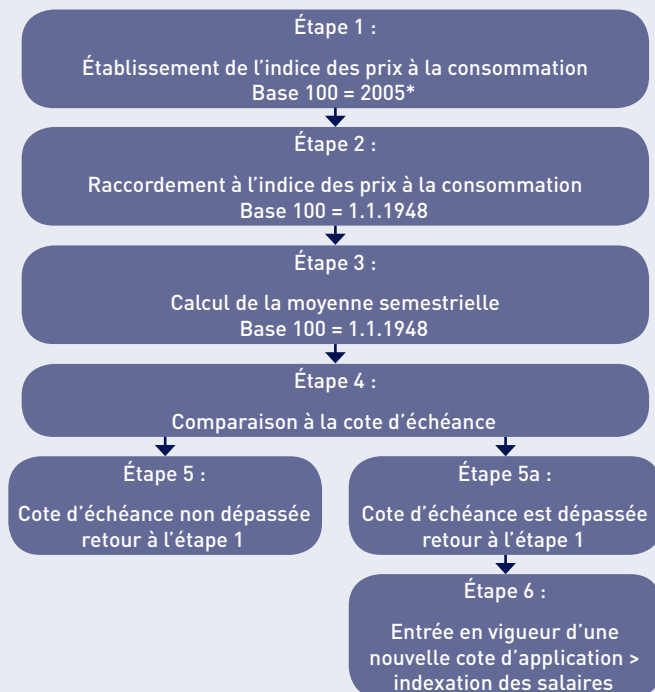 Étape 1 :
Établissement de l’indice des prix à la consommation
Base 100 = 2005*
Étape 2 :
Raccordement à l’indice des prix à la consommation
Base 100 = 1.1.1948
Étape 3 :
Calcul de la moyenne semestrielle
Base 100 = 1.1.1948
Étape 4 :
Comparaison à la cote d’échéance
Étape 5 :
Cote d’échéance non dépassée
retour à l’étape 1
Étape 5a :
Cote d’échéance est dépassée
retour à l’étape 1
Étape 6 :
Entrée en vigueur d’une
nouvelle cote d’application >
indexation des salaires